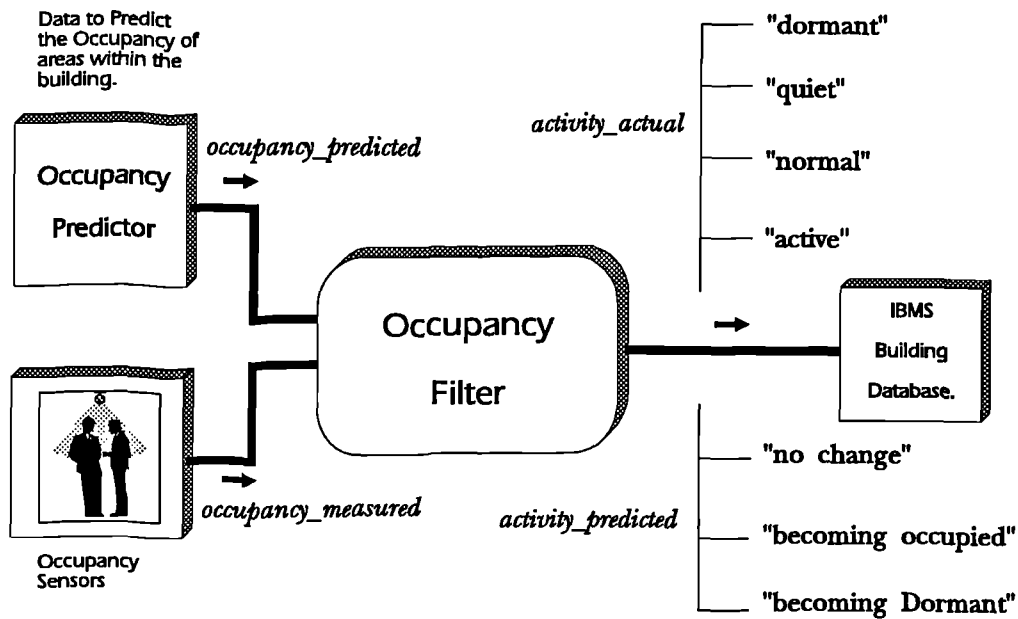 Data to Predict
the Occupancy of
areas within the
building.
Occupancy
Predictor
occupancy_predicted
Occupancy
Sensors
occupancy_measured
Occupancy
Filter
activity_actual
"dormant"
"quiet"
"normal"
"active"
IBMS
Building
Database.
activity_predicted
"no change"
"becoming occupied"
"becoming Dormant"